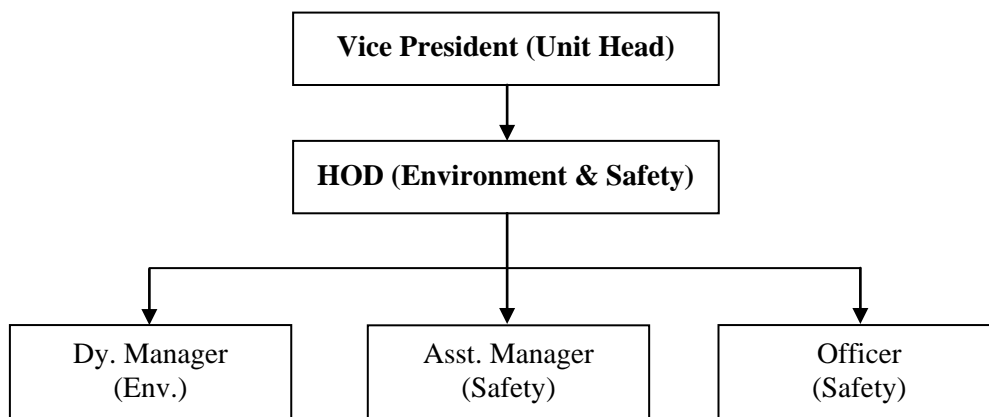 Vice President (Unit Head)
HOD (Environment & Safety)
Dy. Manager
(Env.)
Asst. Manager
(Safety)
Officer
(Safety)